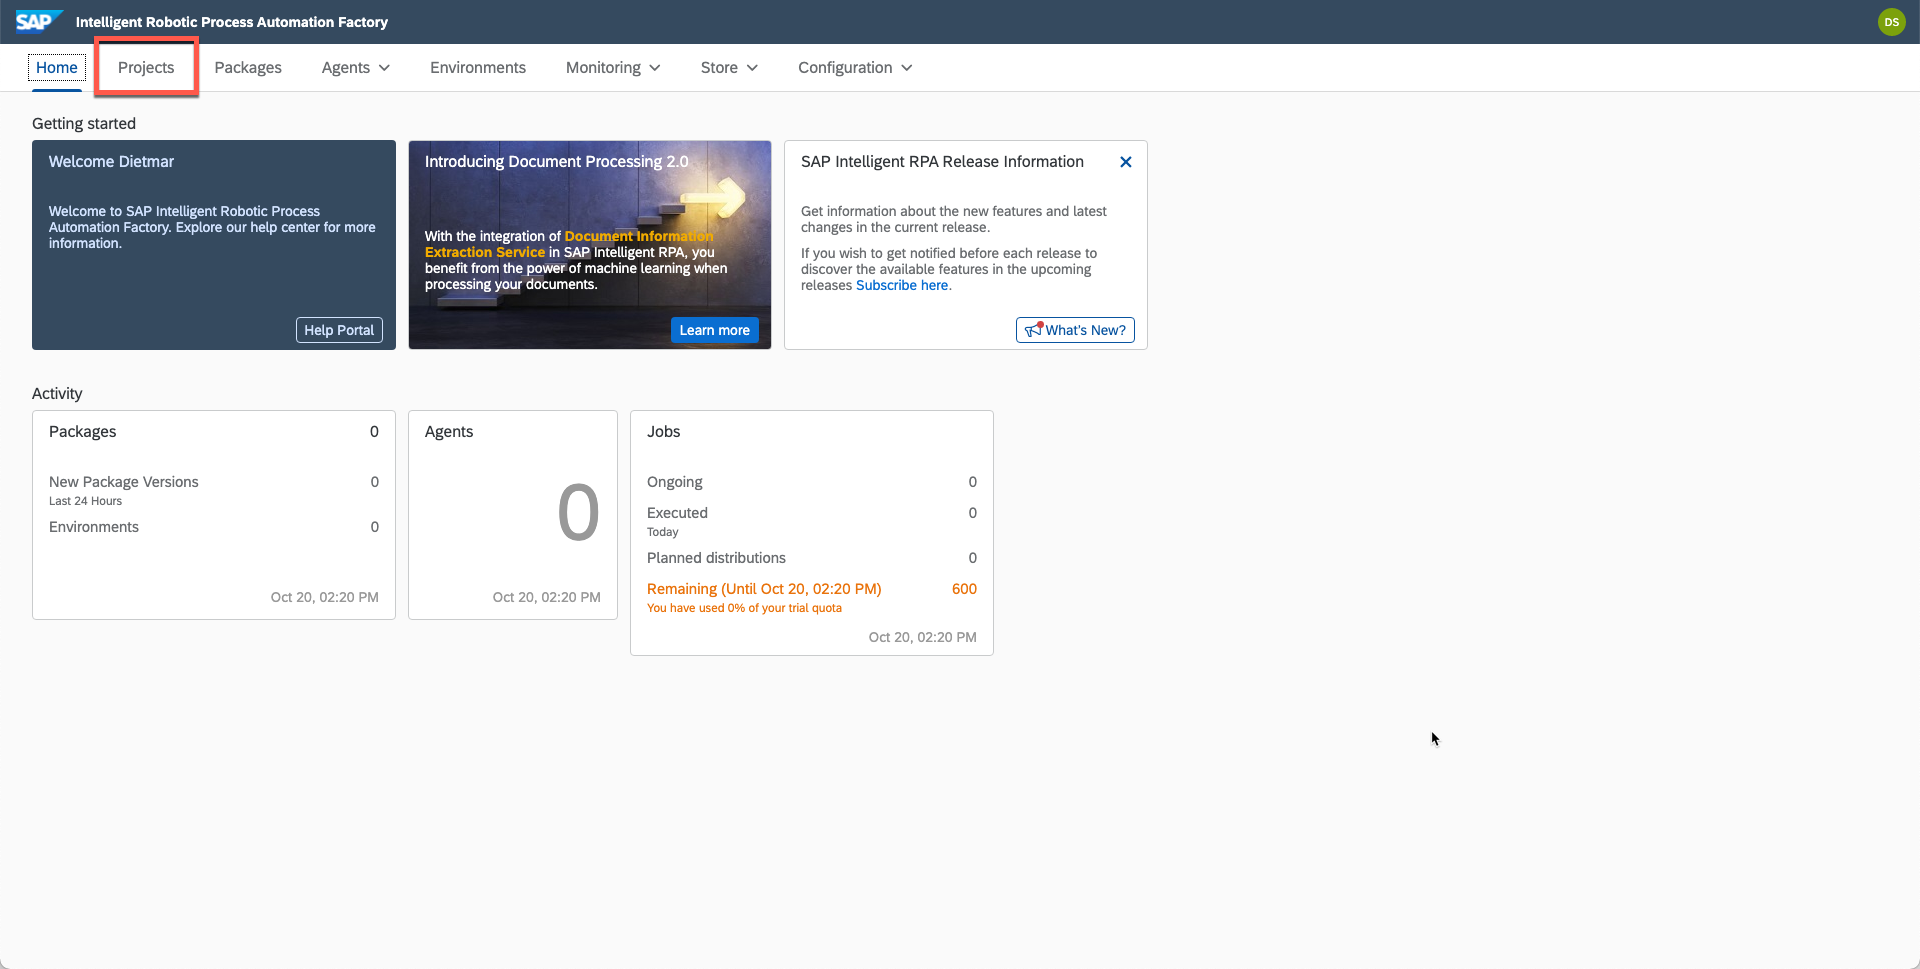 SAP Intelligent Robotic Process Automation Factory
DS
Home Projects Packages Agents Environments Monitoring Store Configuration
Getting started
Welcome Dietmar
Welcome to SAP Intelligent Robotic Process
Automation Factory. Explore our help center for more
information.
Help Portal
Introducing Document Processing 2.0
With the integration of Document Information
Extraction Service in SAP Intelligent RPA, you
benefit from the power of machine learning when
processing your documents.
Learn more
SAP Intelligent RPA Release Information
Get information about the new features and latest
changes in the current release.
If you wish to get notified before each release to
discover the available features in the upcoming
releases Subscribe here.
What's New?
Activity
Packages 0
New Package Versions 0
Last 24 Hours
Environments 0
Oct 20, 02:20 PM
Agents
0
Oct 20, 02:20 PM
Jobs
Ongoing 0
Executed 0
Today
Planned distributions 0
Remaining (Until Oct 20, 02:20 PM) 600
You have used 0% of your trial quota
Oct 20, 02:20 PM